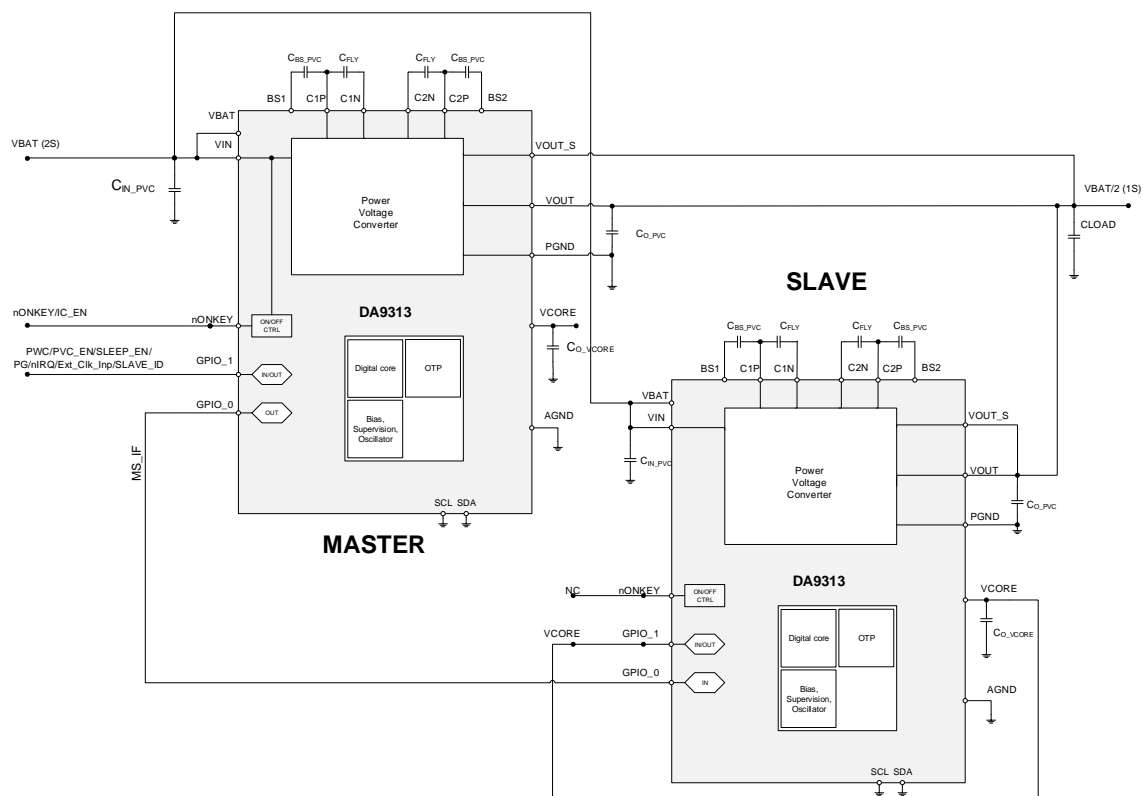 CBS_PVC
CFLY
CFLY
CBS_PVC
BS1
C1P
C1N
C2N
C2P
BS2
VBAT
VBAT (2S)
VIN
VOUT_S
CIN_PVC
Power
Voltage
Converter
VOUT
VBAT/2 (1S)
CO_PVC
CLOAD
PGND
SLAVE
DA9313
nONKEY/IC_EN
nONKEY
ON/OFF
CTRL
VCORE
CO_VCORE
PWC/PVC_EN/SLEEP_EN/
PG/nIRQ/Ext_Clk_Inp/SLAVE_ID
GPIO_1
IN/OUT
Digital core
OTP
GPIO_0
OUT
Bias,
Supervision,
Oscillator
AGND
MS_IF
SCL SDA
MASTER
CBS_PVC
CFLY
CFLY
CBS_PVC
BS1
C1P
C1N
C2N
C2P
BS2
VBAT
VIN
VOUT_S
CIN_PVC
Power
Voltage
Converter
VOUT
CO_PVC
PGND
DA9313
NC
nONKEY
ON/OFF
CTRL
VCORE
CO_VCORE
VCORE
GPIO_1
IN/OUT
Digital core
OTP
GPIO_0
IN
Bias,
Supervision,
Oscillator
AGND
SCL SDA